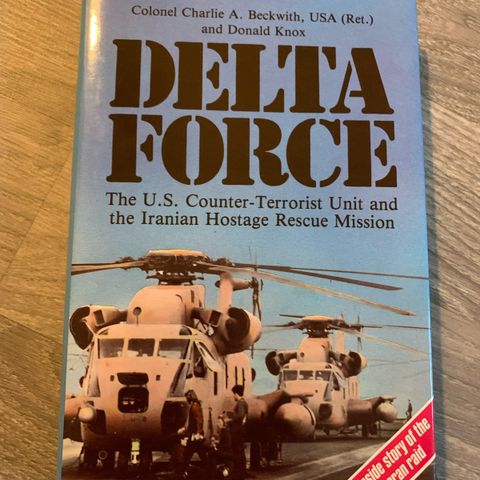 Colonel Charlie A. Beckwith, USA (Ret.)
and Donald Knox
DELTA
FORCE
The U.S. Counter-Terrorist Unit and
the Iranian Hostage Rescue Mission
story of the
raid